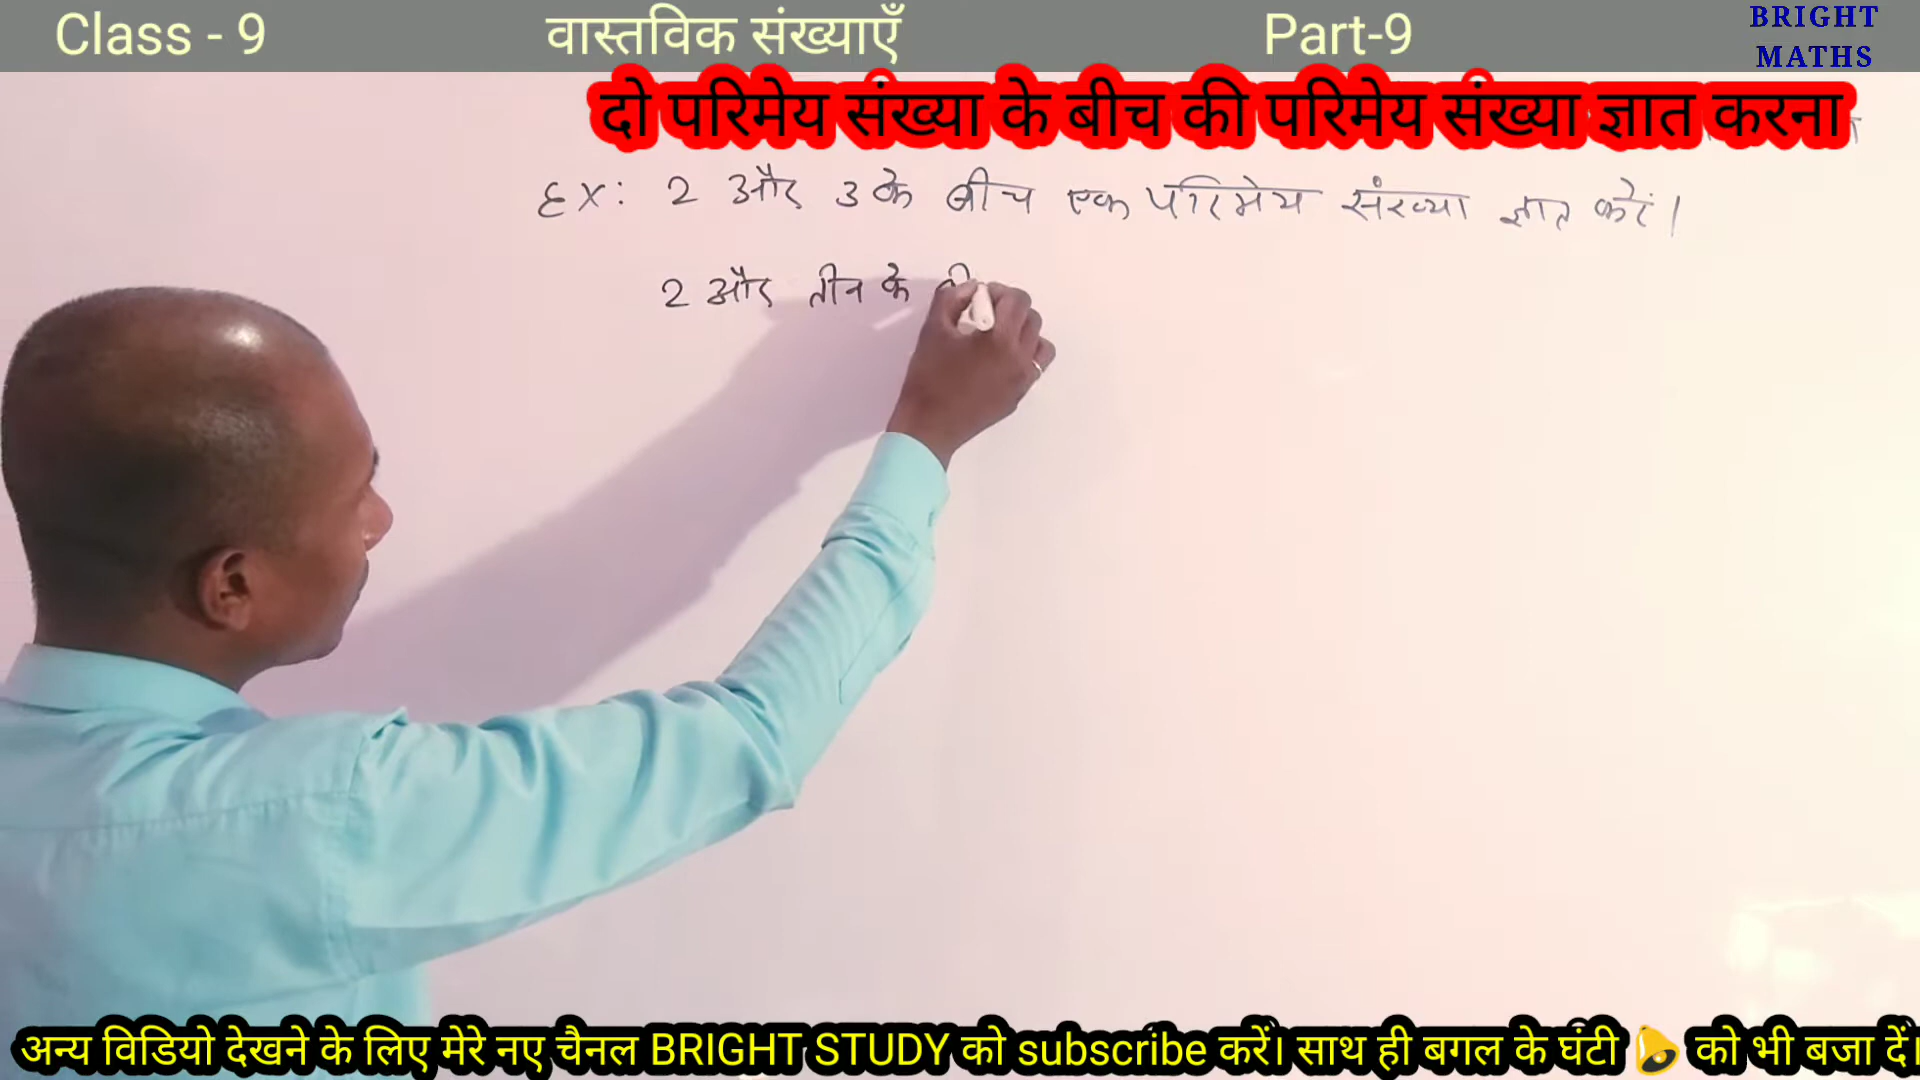 Class - 9 वास्तविक संख्याएँ Part-9 BRIGHT MATHS
दो परिमेय संख्या के बीच की परिमेय संख्या ज्ञात करना
Ex: 2 और 3 के बीच एक परिमेय संख्या ज्ञात करें।
2 और तीन के
अन्य विडियो देखने के लिए मेरे नए चैनल BRIGHT STUDY को subscribe करें। साथ ही बगल के घंटी 🔔 को भी बजा दें।